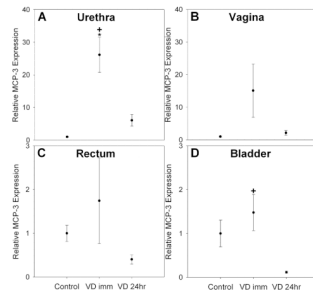 A Urethra
B Vagina
Relative MCP-3 Expression
40
30
20
10
0
+
Relative MCP-3 Expression
40
30
20
10
0
C Rectum
D Bladder
Relative MCP-3 Expression
3
2
1
0
+
Relative MCP-3 Expression
3
2
1
0
Control VD imm VD 24hr
Control VD imm VD 24hr